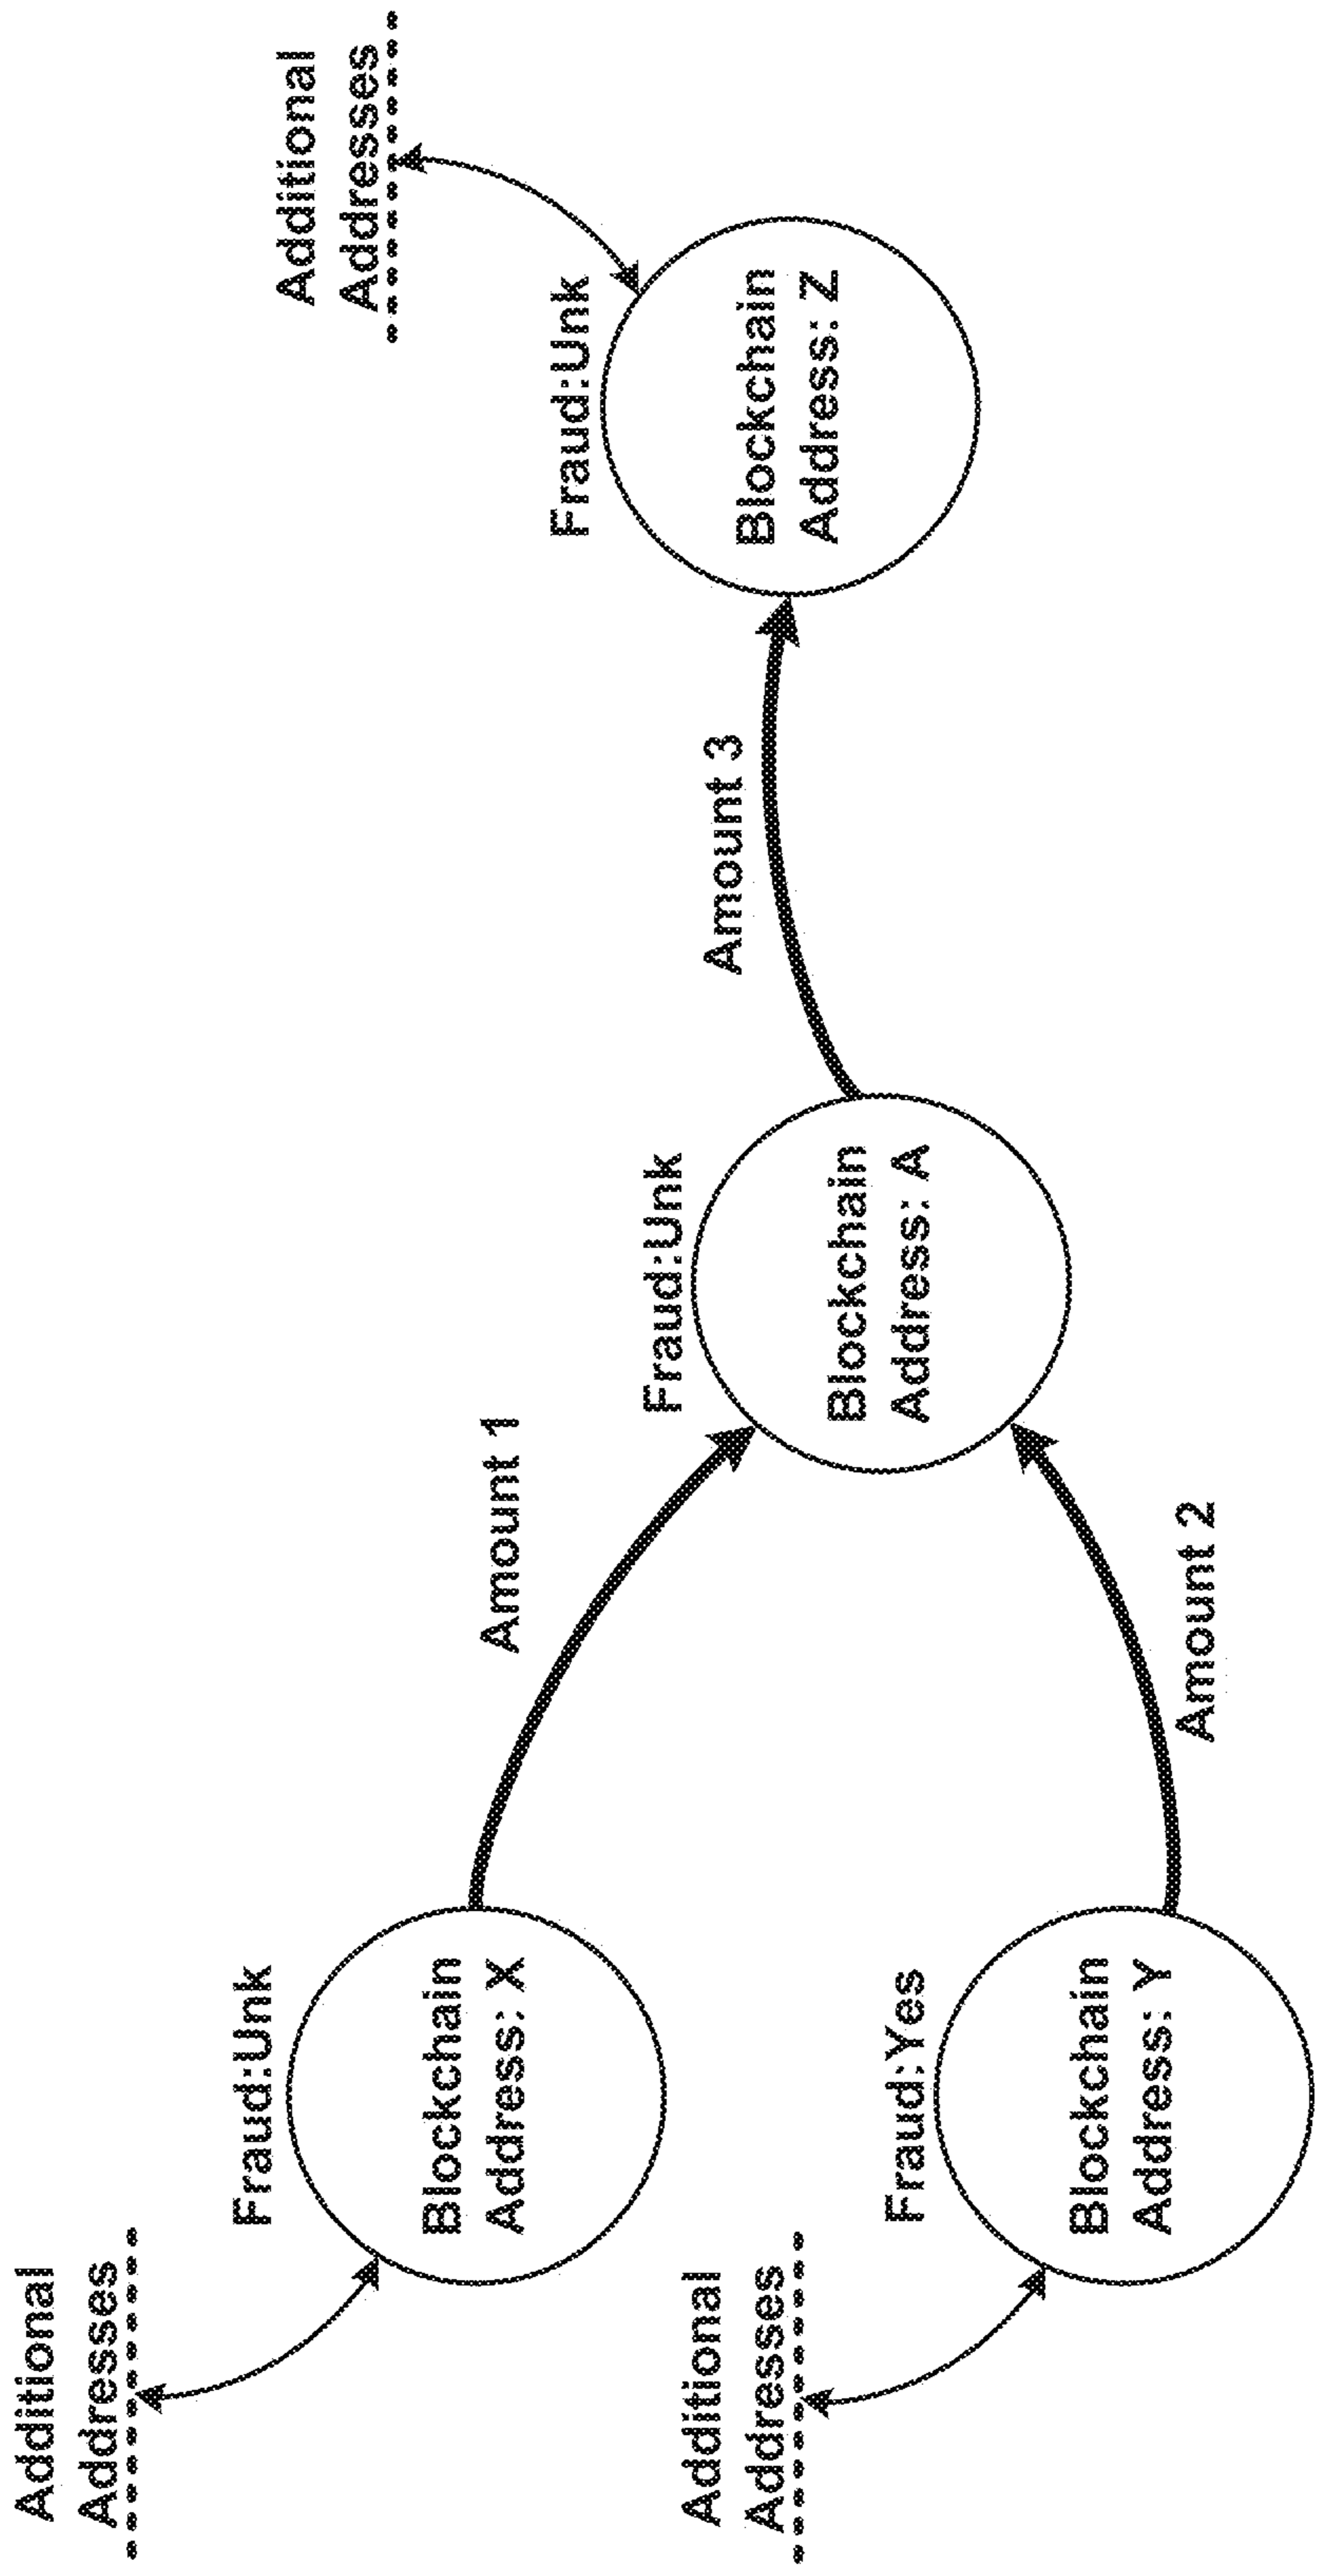 Additional
Addresses
Fraud:Unk
Blockchain
Address: X
Amount 1
Additional
Addresses
Fraud:Yes
Blockchain
Address: Y
Amount 2
Fraud:Unk
Blockchain
Address: A
Amount 3
Additional
Addresses
Fraud:Unk
Blockchain
Address: Z